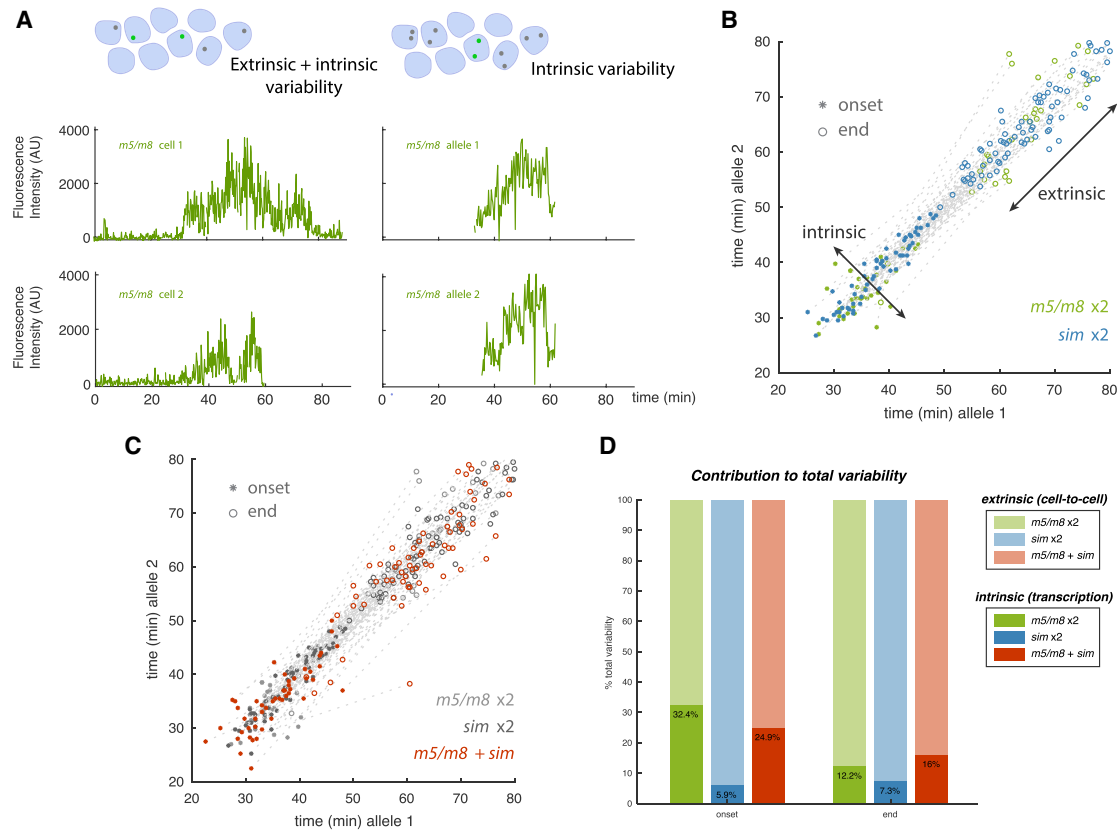 A
Extrinsic + intrinsic
variability
Intrinsic variability
Fluorescence
Intensity (AU)
4000
2000
0
m5/m8 cell 1
m5/m8 allele 1
Fluorescence
Intensity (AU)
4000
2000
0
m5/m8 cell 2
m5/m8 allele 2
0 20 40 60 80
0 20 40 60 80
time (min)
B
time (min) allele 2
80
70
60
50
40
30
20
onset
end
extrinsic
intrinsic
m5/m8 x2
sim x2
20 30 40 50 60 70 80
time (min) allele 1
C
time (min) allele 2
80
70
60
50
40
30
20
onset
end
m5/m8 x2
sim x2
m5/m8 + sim
20 30 40 50 60 70 80
time (min) allele 1
D
Contribution to total variability
% total variability
100
90
80
70
60
50
40
30
20
10
0
32.4%
5.9%
24.9%
12.2%
7.3%
16%
onset
end
extrinsic (cell-to-cell)
m5/m8 x2
sim x2
m5/m8 + sim
intrinsic (transcription)
m5/m8 x2
sim x2
m5/m8 + sim